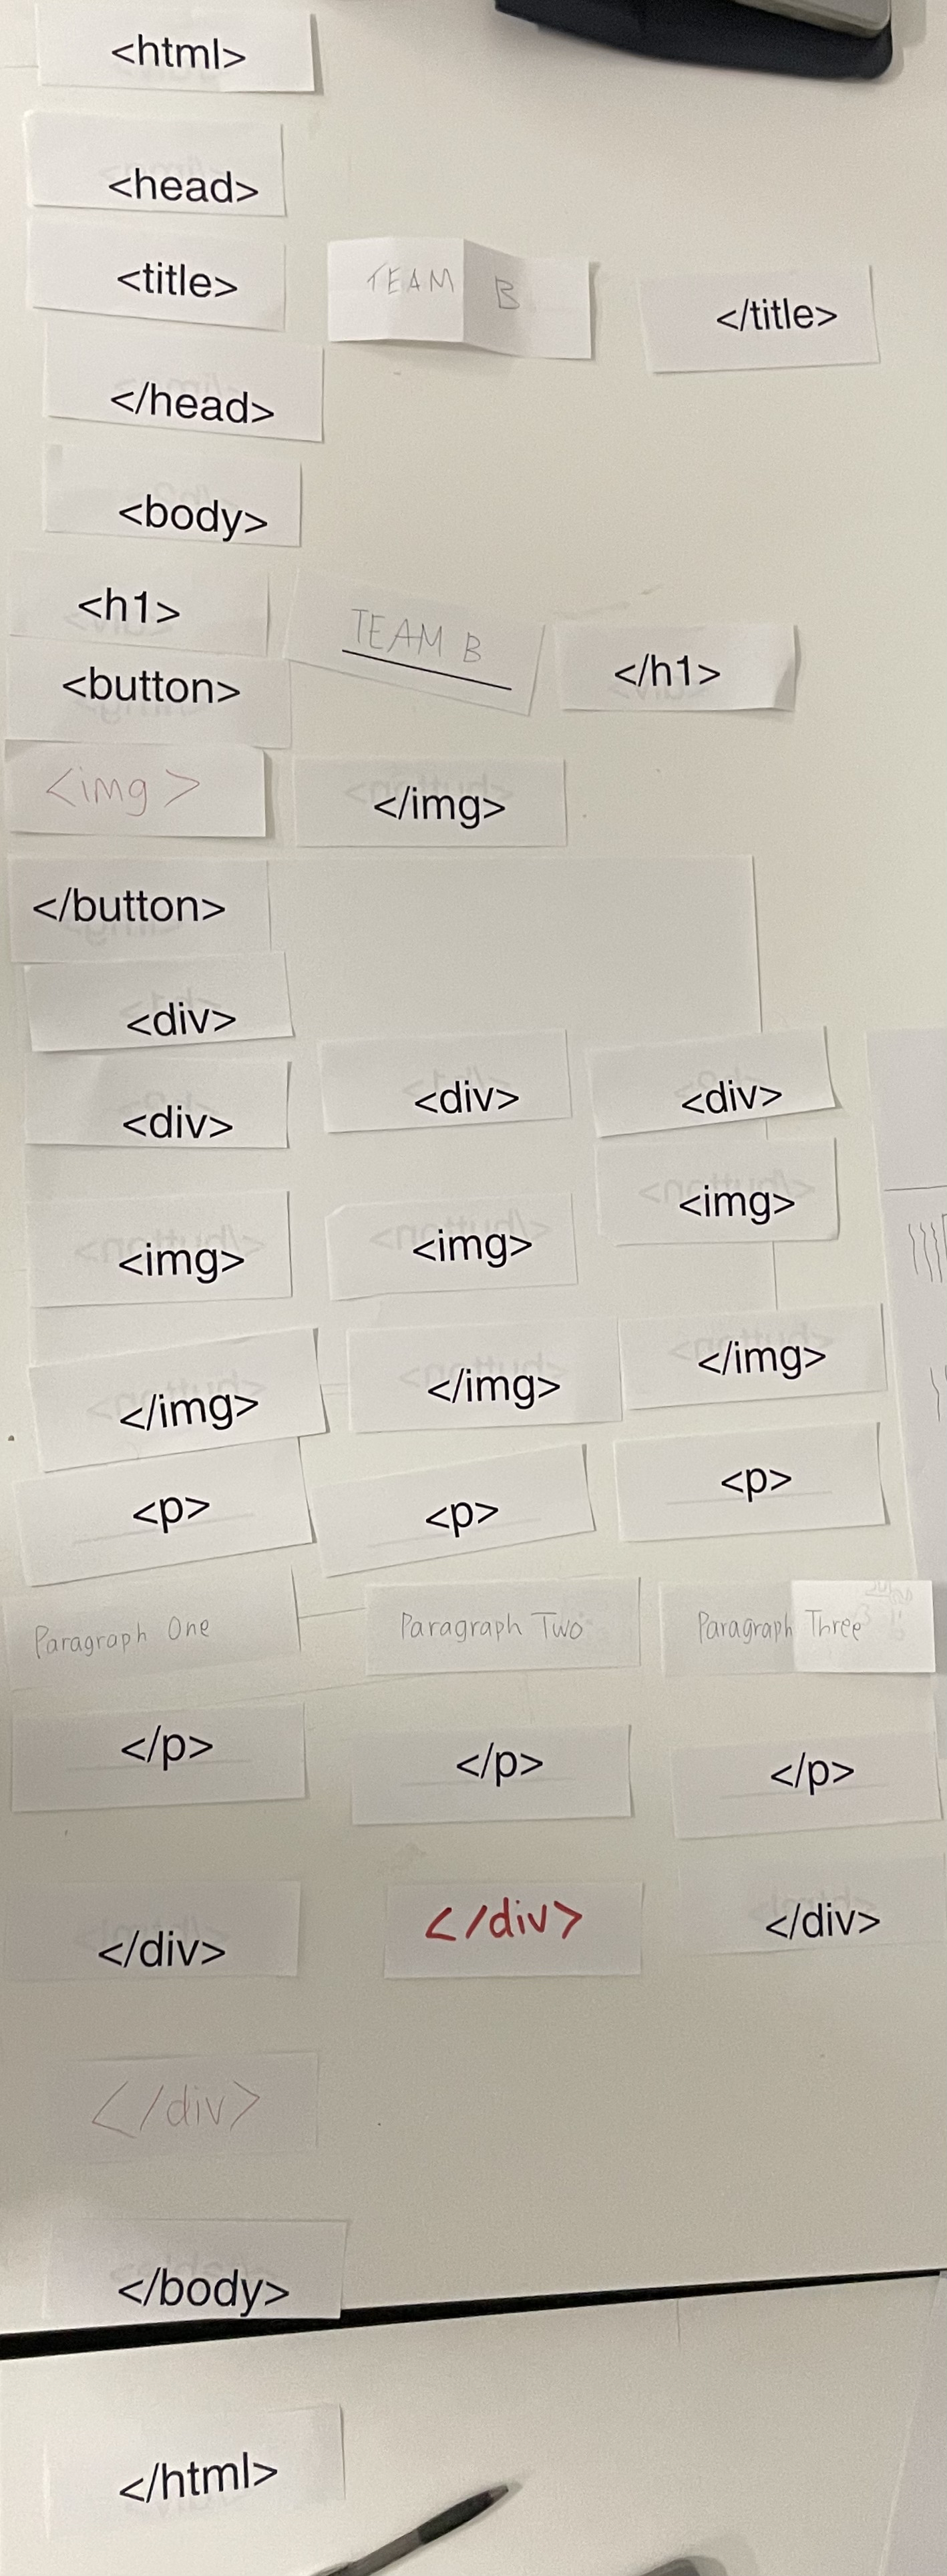 <html>
<head>
<title> TEAM B </title>
</head>
<body>
<h1> TEAM B </h1>
<button>
<img> </img>
</button>
<div>
<div> <div> <div>
<img> <img> <img>
</img> </img> </img>
<p> <p> <p>
Paragraph One Paragraph Two Paragraph Three
</p> </p> </p>
</div> </div> </div>
</div>
</body>
</html>